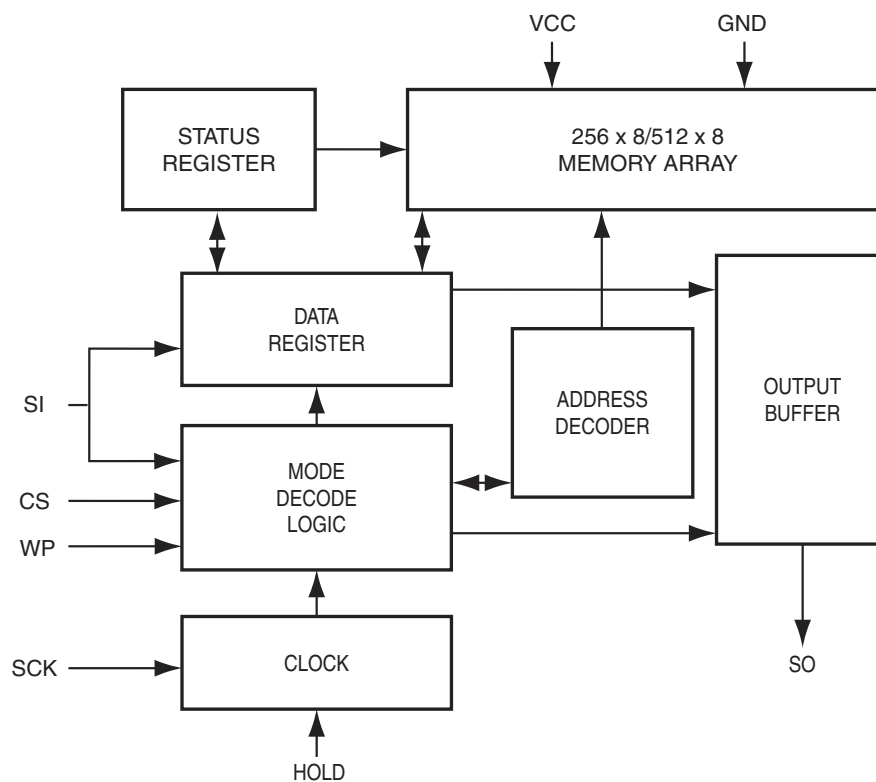 VCC
GND
STATUS
REGISTER
256 x 8/512 x 8
MEMORY ARRAY
DATA
REGISTER
SI
ADDRESS
DECODER
OUTPUT
BUFFER
MODE
DECODE
LOGIC
CS
WP
SCK
CLOCK
SO
HOLD